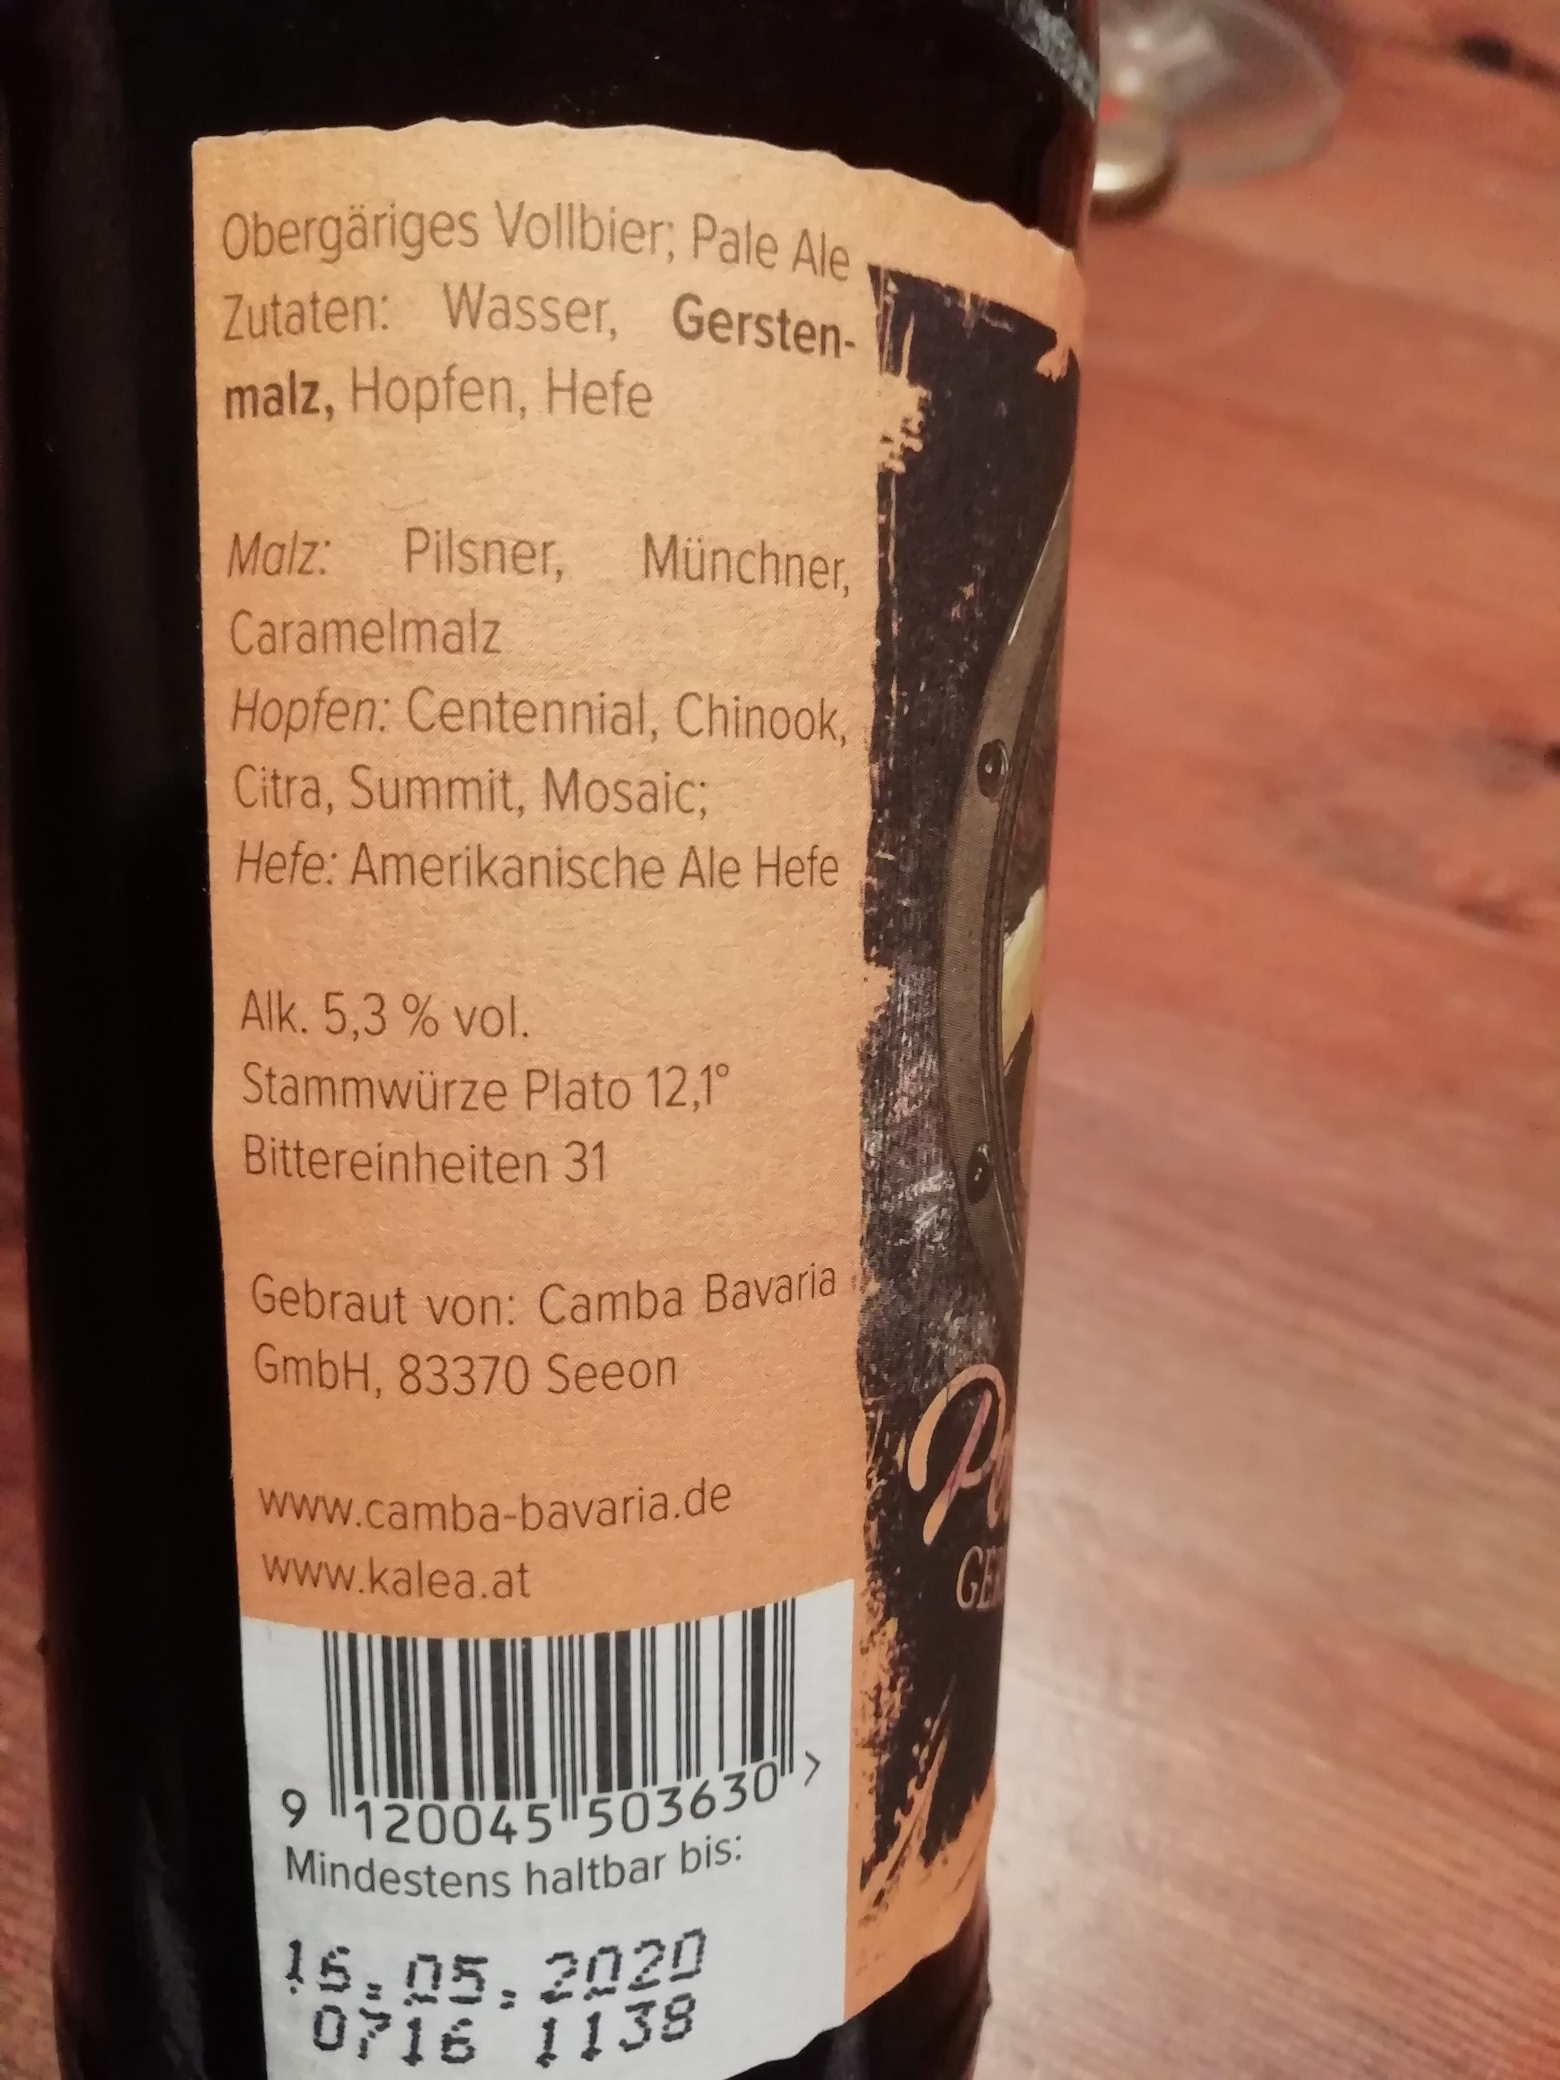 Obergäriges Vollbier; Pale Ale
Zutaten: Wasser, Gersten-
malz, Hopfen, Hefe
Malz: Pilsner, Münchner,
Caramelmalz
Hopfen: Centennial, Chinook,
Citra, Summit, Mosaic;
Hefe: Amerikanische Ale Hefe
Alk. 5,3 % vol.
Stammwürze Plato 12,1°
Bittereinheiten 31
Gebraut von: Camba Bavaria
GmbH, 83370 Seeon
www.camba-bavaria.de
www.kalea.at
9 120045 503630 >
Mindestens haltbar bis:
16.05.2020
0716 1138